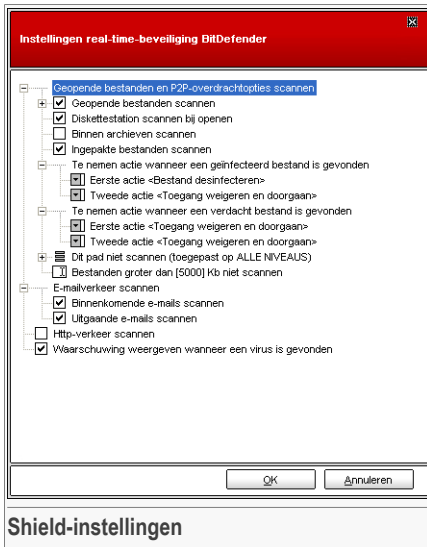 Instellingen real-time-beveiliging BitDefender
Geopende bestanden en P2P-overdrachtopties scannen
Geopende bestanden scannen
Diskettestation scannen bij openen
Binnen archieven scannen
Ingepakte bestanden scannen
Te nemen actie wanneer een geïnfecteerd bestand is gevonden
Eerste actie <Bestand desinfecteren>
Tweede actie <Toegang weigeren en doorgaan>
Te nemen actie wanneer een verdacht bestand is gevonden
Eerste actie <Toegang weigeren en doorgaan>
Tweede actie <Toegang weigeren en doorgaan>
Dit pad niet scannen (toegepast op ALLE NIVEAUS)
Bestanden groter dan [5000] Kb niet scannen
E-mailverkeer scannen
Binnenkomende e-mails scannen
Uitgaande e-mails scannen
Http-verkeer scannen
Waarschuwing weergeven wanneer een virus is gevonden
OK Annuleren
Shield-instellingen